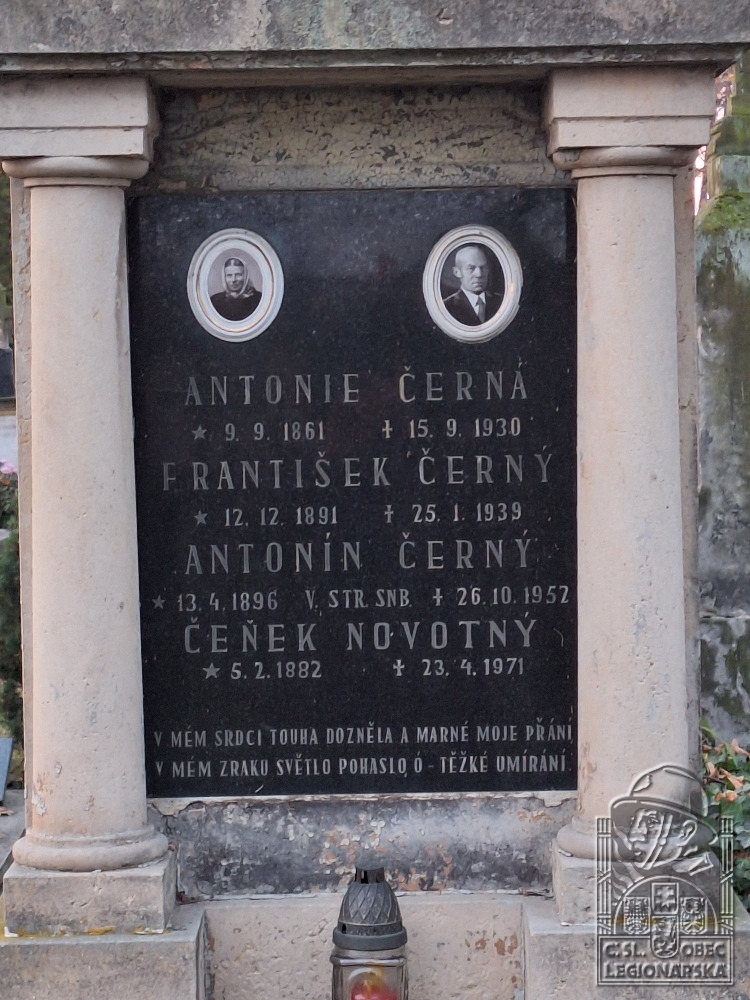 ANTONIE ČERNÁ
★ 9. 9. 1861 ✝ 15. 9. 1930
FRANTIŠEK ČERNÝ
★ 12. 12. 1891 ✝ 25. 1. 1939
ANTONÍN ČERNÝ
★ 13. 4. 1896 V. STR. SNB. ✝ 26. 10. 1952
ČEŇEK NOVOTNÝ
★ 5. 2. 1882 ✝ 23. 4. 1971
V MÉM SRDCI TOUHA DOZNĚLA A MARNÉ MOJE PŘÁNÍ
V MÉM ZRAKU SVĚTLO POHASLO, Ó - TĚŽKÉ UMÍRÁNÍ.
Č.SL. OBEC
LEGIONÁŘSKÁ